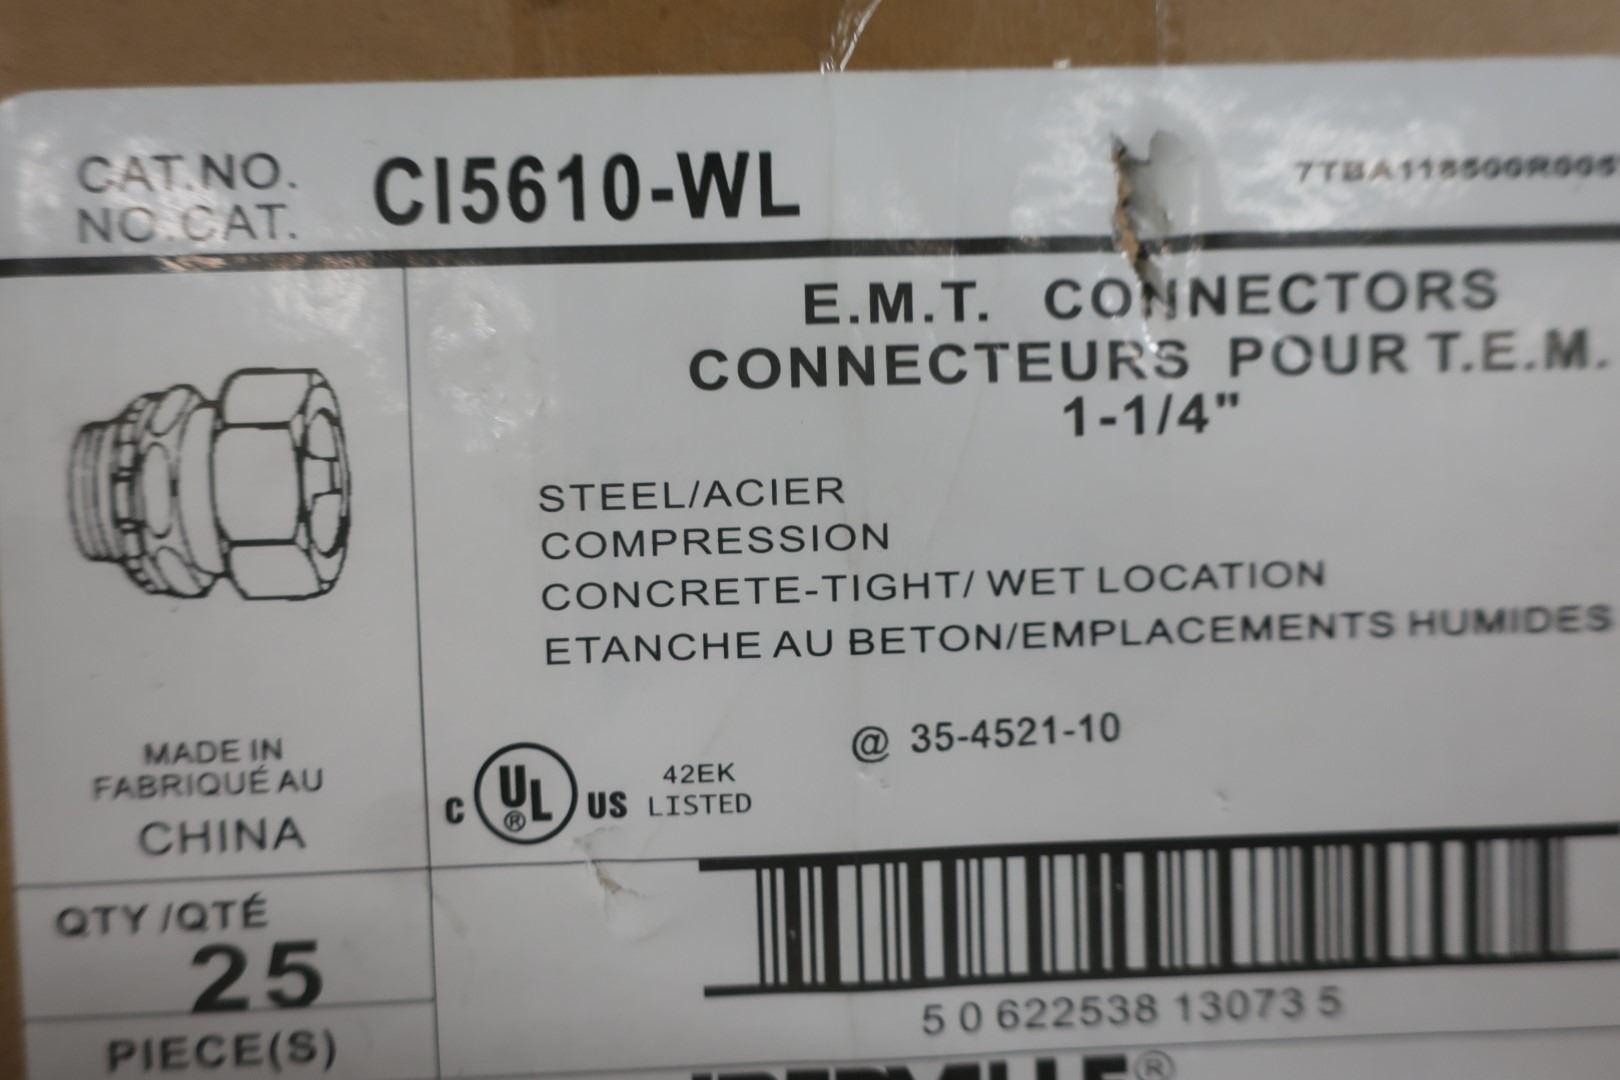 CAT.NO.
NO.CAT.
CI5610-WL
E.M.T. CONNECTORS
CONNECTEURS POUR T.E.M.
1-1/4"
STEEL/ACIER
COMPRESSION
CONCRETE-TIGHT/ WET LOCATION
ETANCHE AU BETON/EMPLACEMENTS HUMIDES
@ 35-4521-10
MADE IN
FABRIQUÉ AU
CHINA
C UL ® US
42EK
LISTED
QTY /QTÉ
25
PIECE(S)
5 0 622538 13073 5